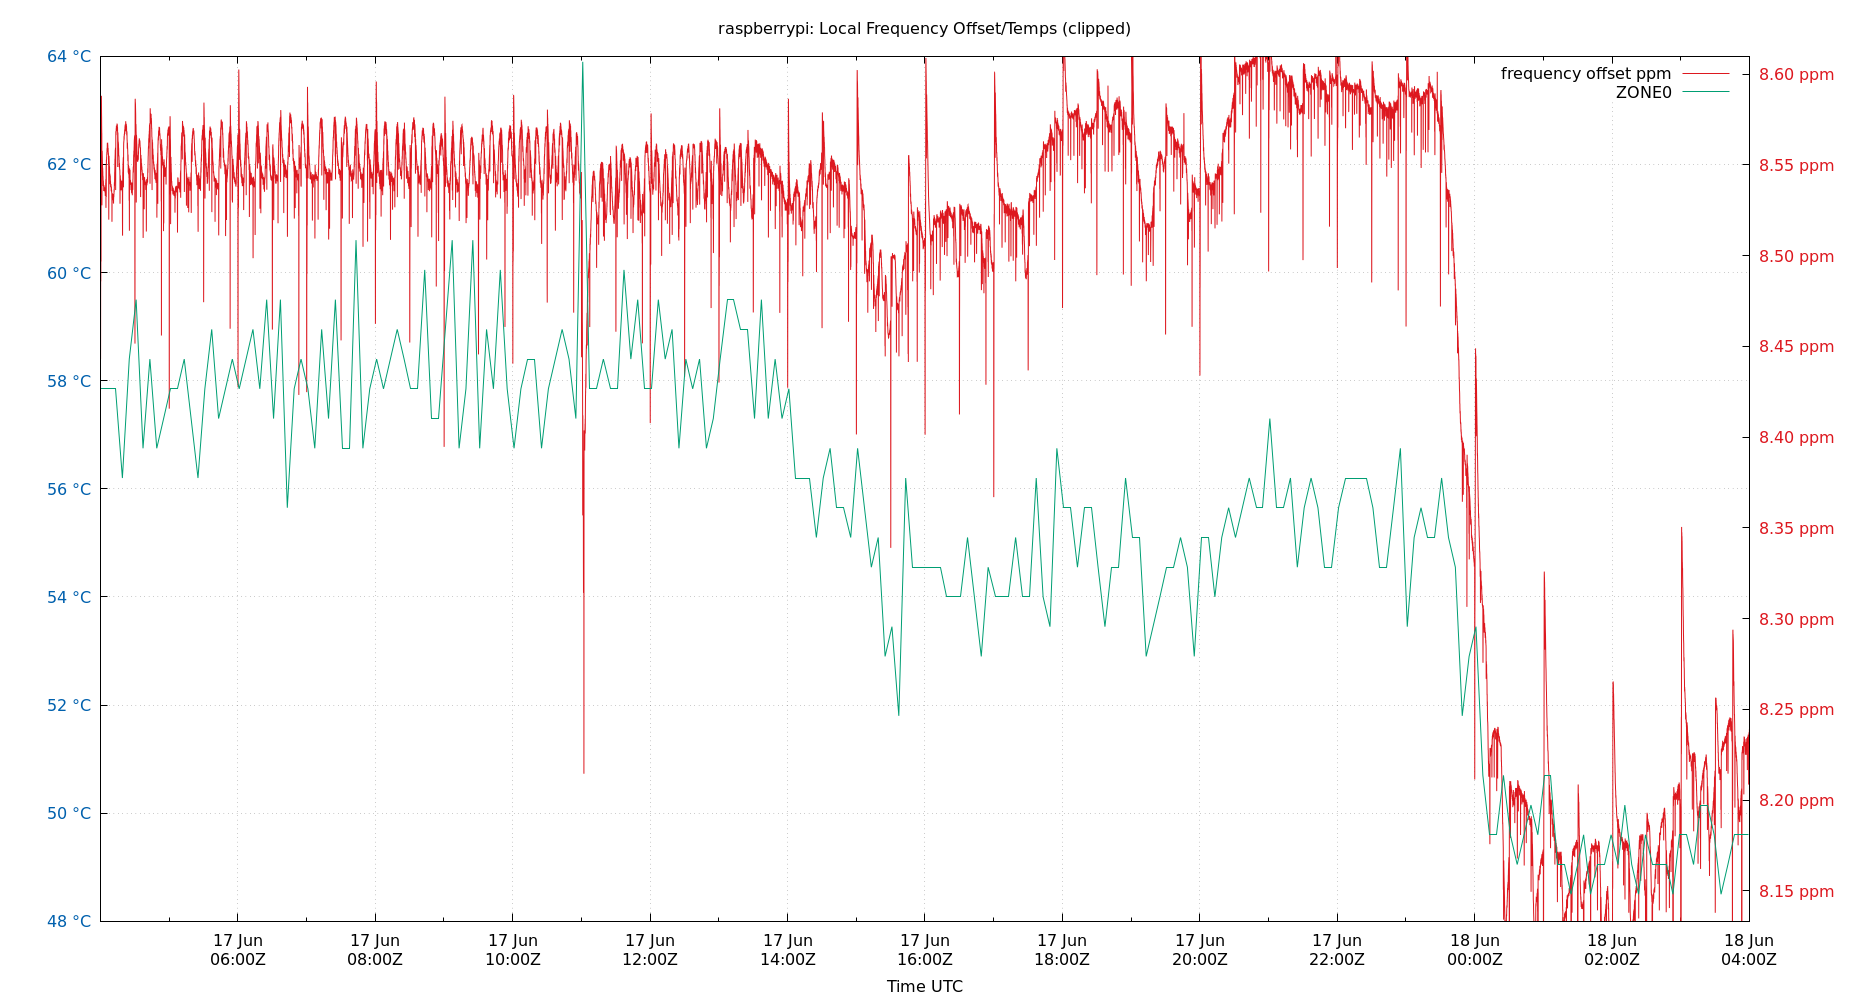 raspberrypi: Local Frequency Offset/Temps (clipped)
64 °C
62 °C
60 °C
58 °C
56 °C
54 °C
52 °C
50 °C
48 °C
frequency offset ppm
ZONE0
8.60 ppm
8.55 ppm
8.50 ppm
8.45 ppm
8.40 ppm
8.35 ppm
8.30 ppm
8.25 ppm
8.20 ppm
8.15 ppm
17 Jun 17 Jun 17 Jun 17 Jun 17 Jun 17 Jun 17 Jun 17 Jun 17 Jun 18 Jun 18 Jun 18 Jun
06:00Z 08:00Z 10:00Z 12:00Z 14:00Z 16:00Z 18:00Z 20:00Z 22:00Z 00:00Z 02:00Z 04:00Z
Time UTC